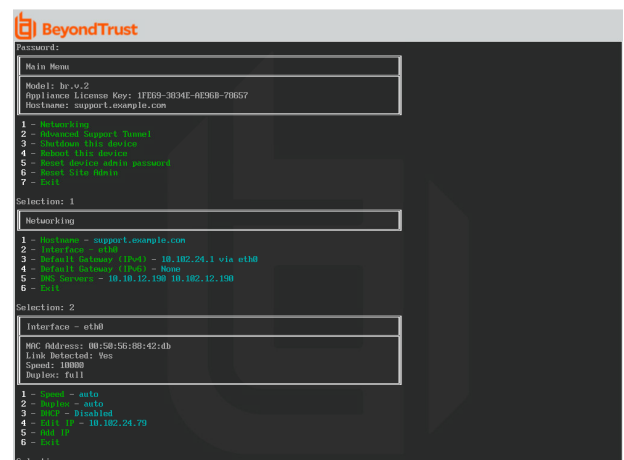 BeyondTrust
Password:
Main Menu
Model: br.v.2
Appliance License Key: 1FE69-3034E-AE96B-70657
Hostname: support.example.com
1 - Networking
2 - Advanced Support Tunnel
3 - Shutdown this device
4 - Reboot this device
5 - Reset device admin password
6 - Reset Site Admin
7 - Exit
Selection: 1
Networking
1 - Hostname - support.example.com
2 - Interface - eth0
3 - Default Gateway (IPv4) - 10.102.24.1 via eth0
4 - Default Gateway (IPv6) - None
5 - DNS Servers - 10.10.12.190 10.102.12.190
6 - Exit
Selection: 2
Interface - eth0
MAC Address: 00:50:56:88:42:db
Link Detected: Yes
Speed: 10000
Duplex: full
1 - Speed - auto
2 - Duplex - auto
3 - DHCP - Disabled
4 - Edit IP - 10.102.24.79
5 - Add IP
6 - Exit